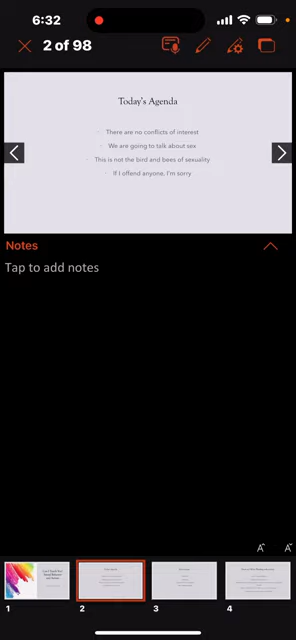 6:32
2 of 98
Today's Agenda
There are no conflicts of interest
We are going to talk about sex
This is not the bird and bees of sexuality
If I offend anyone, I'm sorry
Notes
Tap to add notes
A A
1 2 3 4